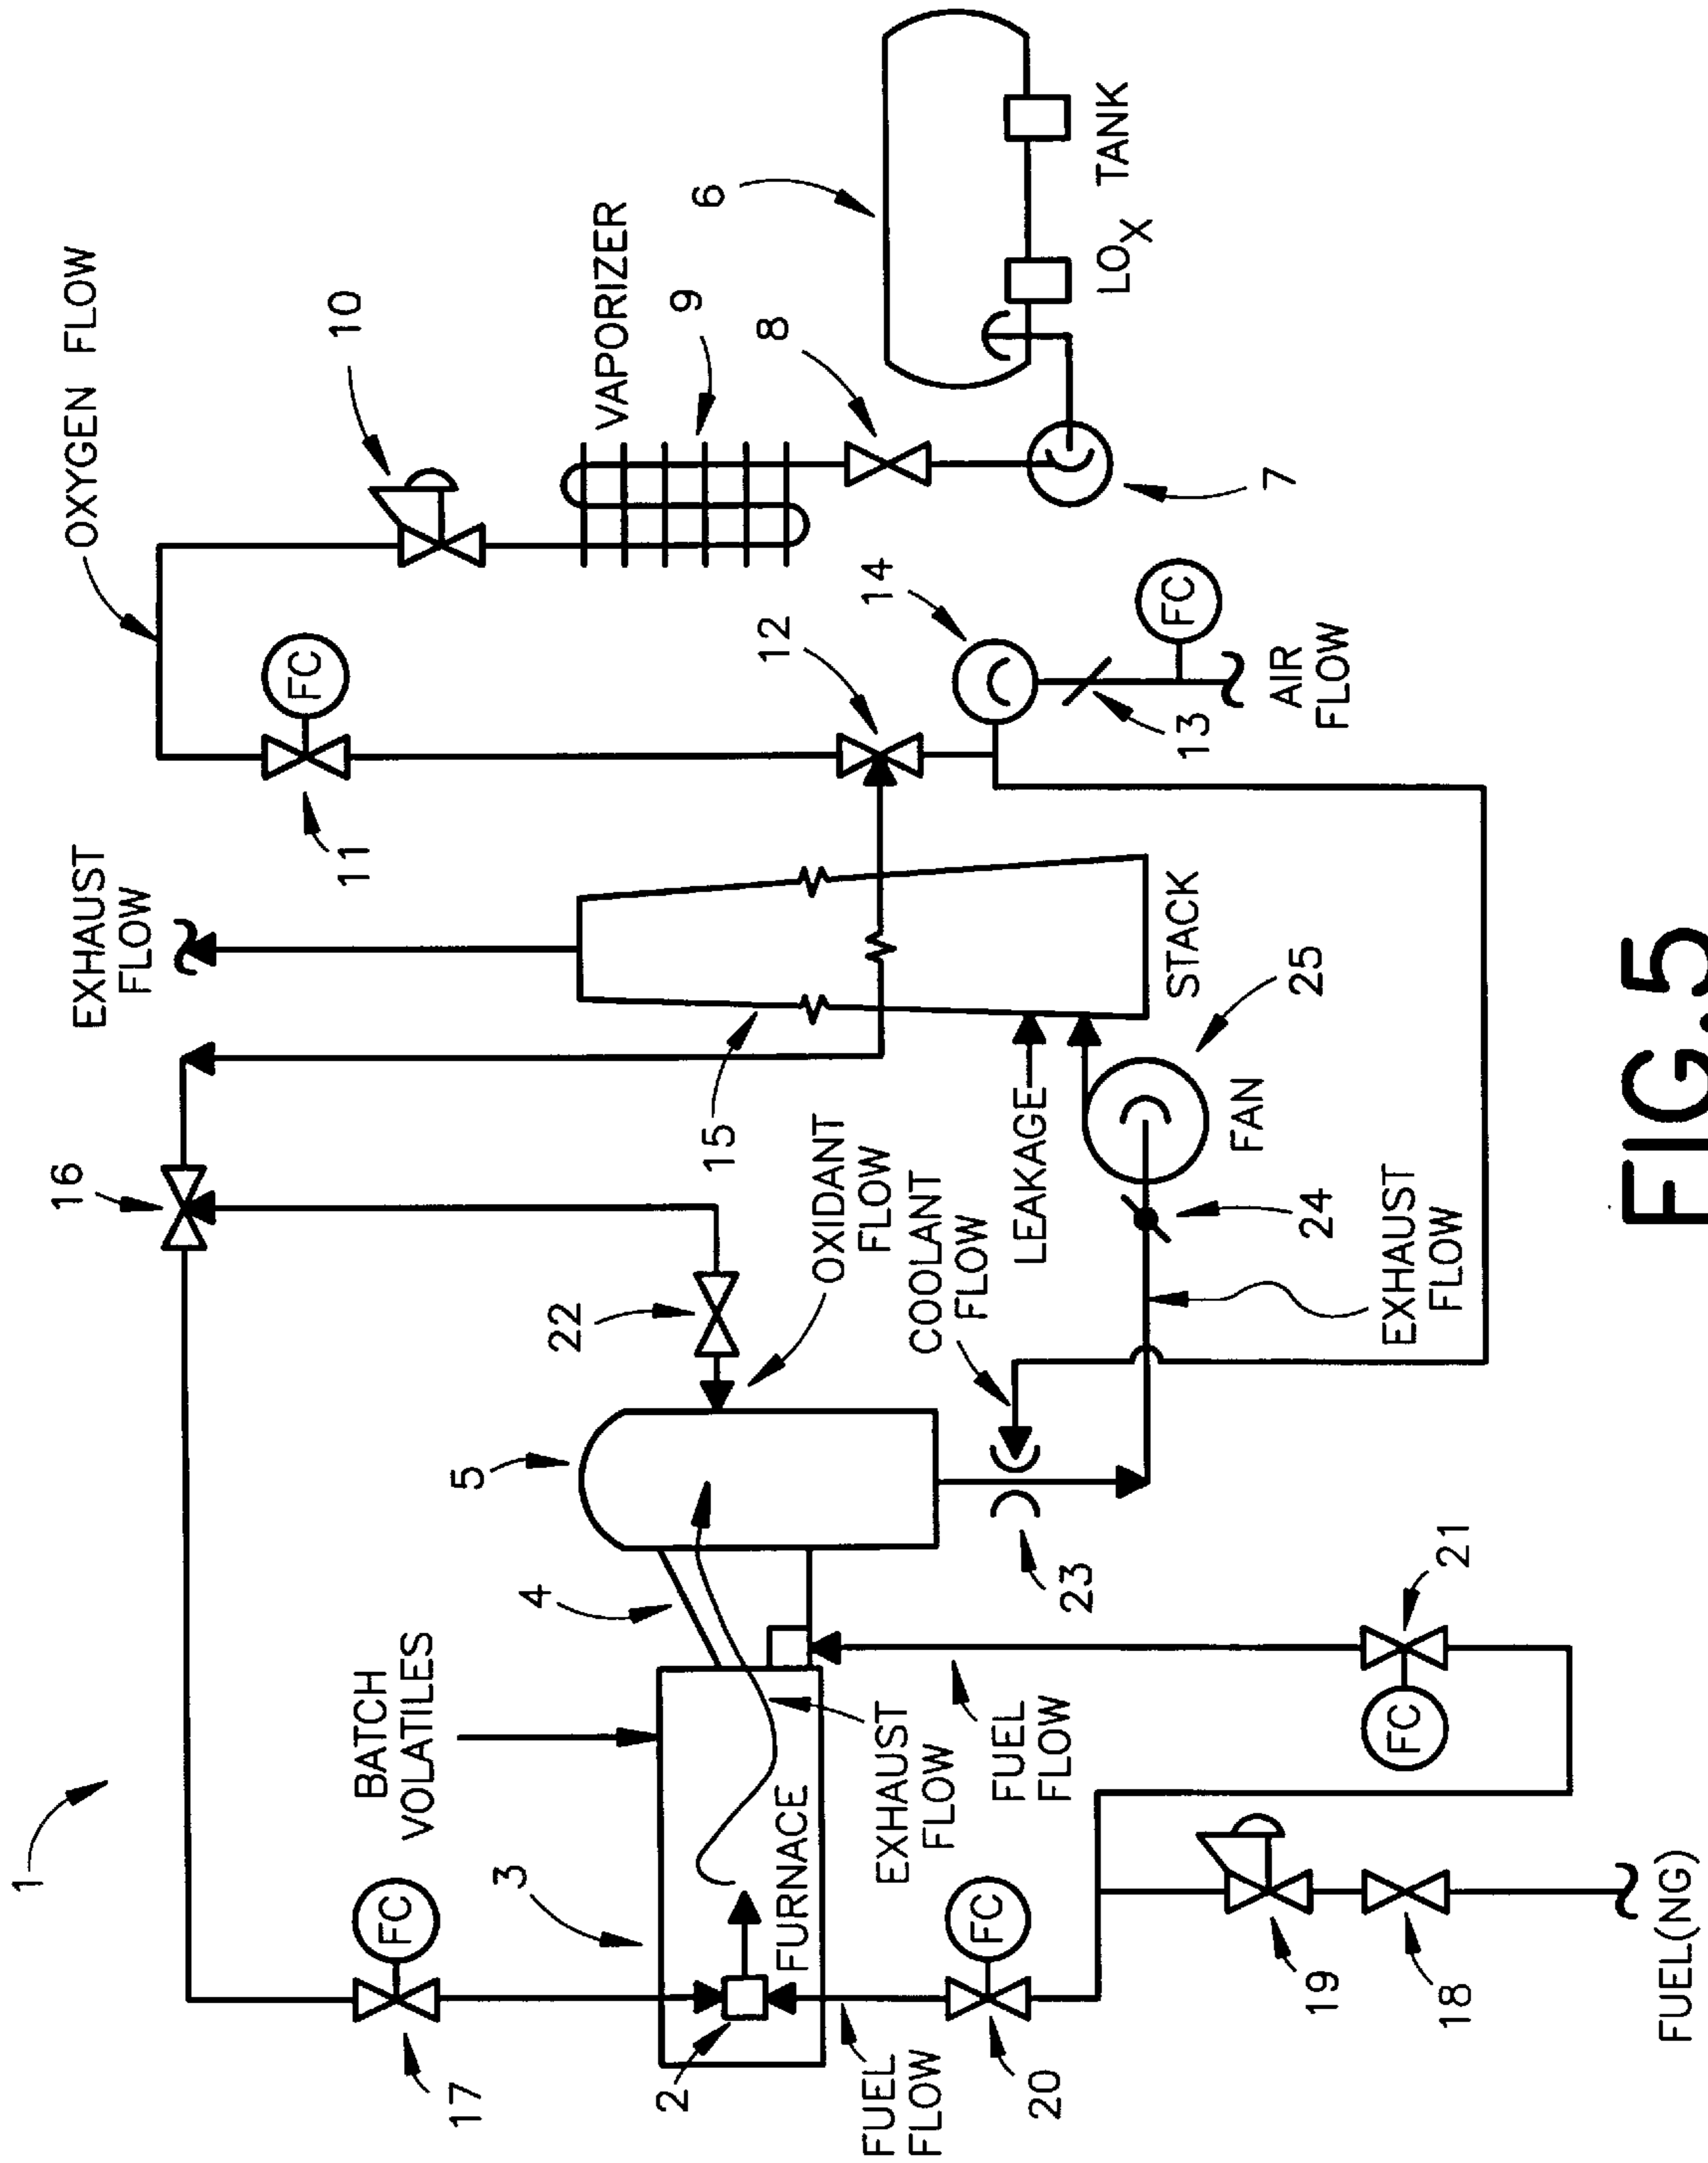 1
OXYGEN FLOW
EXHAUST
FLOW
16
10
11
BATCH
VOLATILES
17
FC
FC
VAPORIZER
9
5
22
4
3
15
6
8
12
14
2
FURNACE
OXIDANT
FLOW
COOLANT
FLOW
LEAKAGE
EXHAUST
FLOW
FUEL
FLOW
FC
20
FUEL
FLOW
23
STACK
FAN
25
24
13
FC
AIR
FLOW
7
LOX TANK
EXHAUST
FLOW
21
FC
19
18
FUEL(NG)
FIG.5